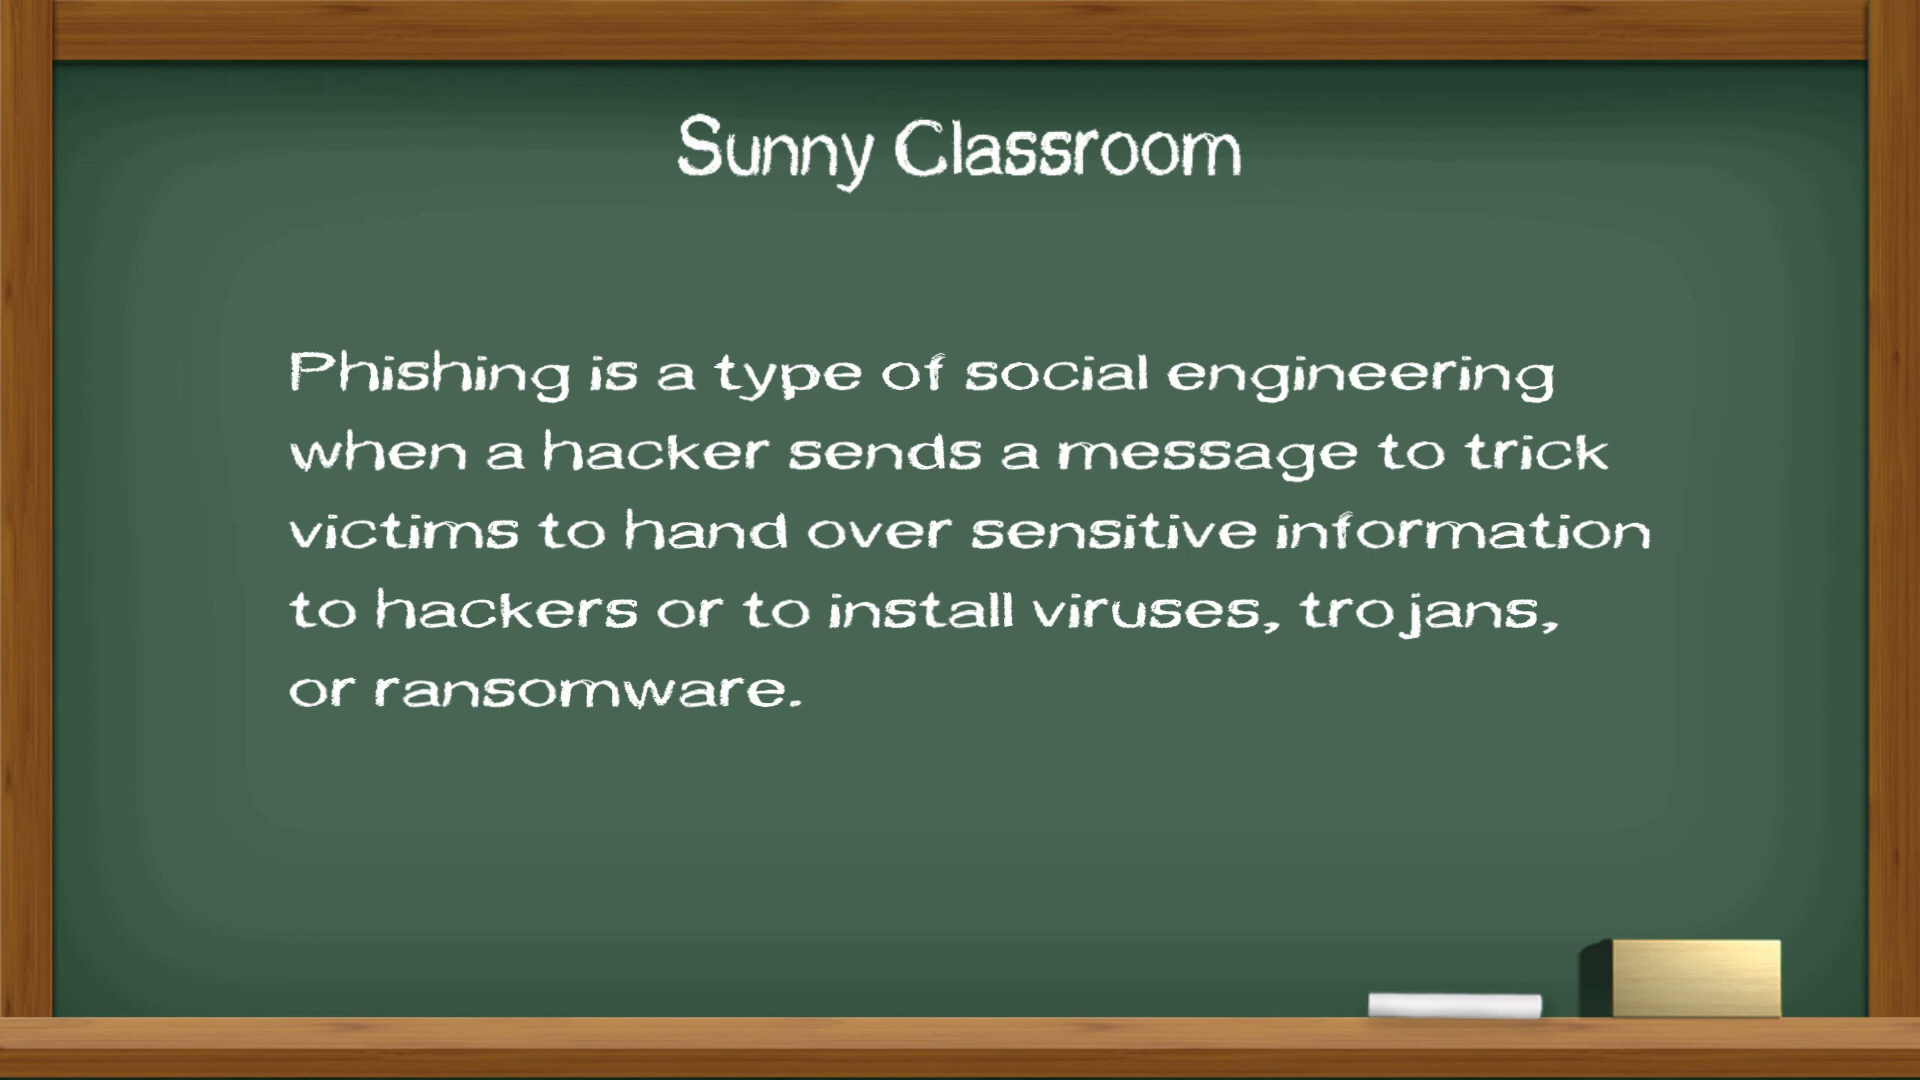 Sunny Classroom
Phishing is a type of social engineering
when a hacker sends a message to trick
victims to hand over sensitive information
to hackers or to install viruses, trojans,
or ransomware.